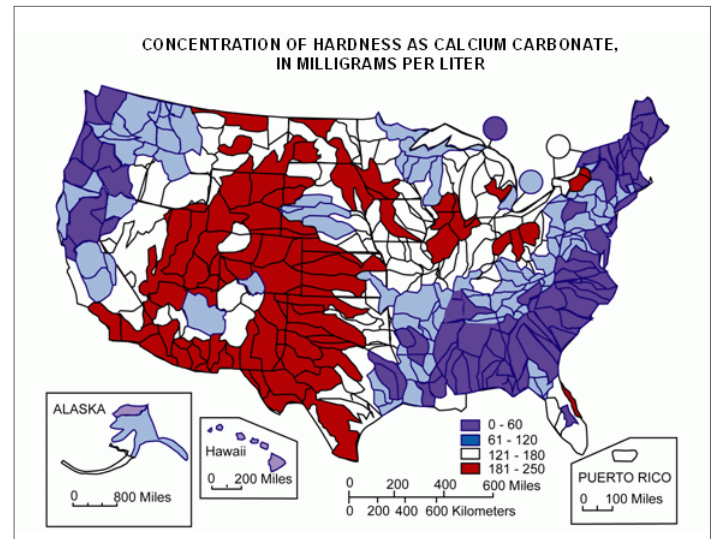 CONCENTRATION OF HARDNESS AS CALCIUM CARBONATE,
IN MILLIGRAMS PER LITER
ALASKA
0 800 Miles
Hawaii
0 200 Miles
0 - 60
61 - 120
121 - 180
181 - 250
0 200 400 600 Miles
0 200 400 600 Kilometers
PUERTO RICO
0 100 Miles